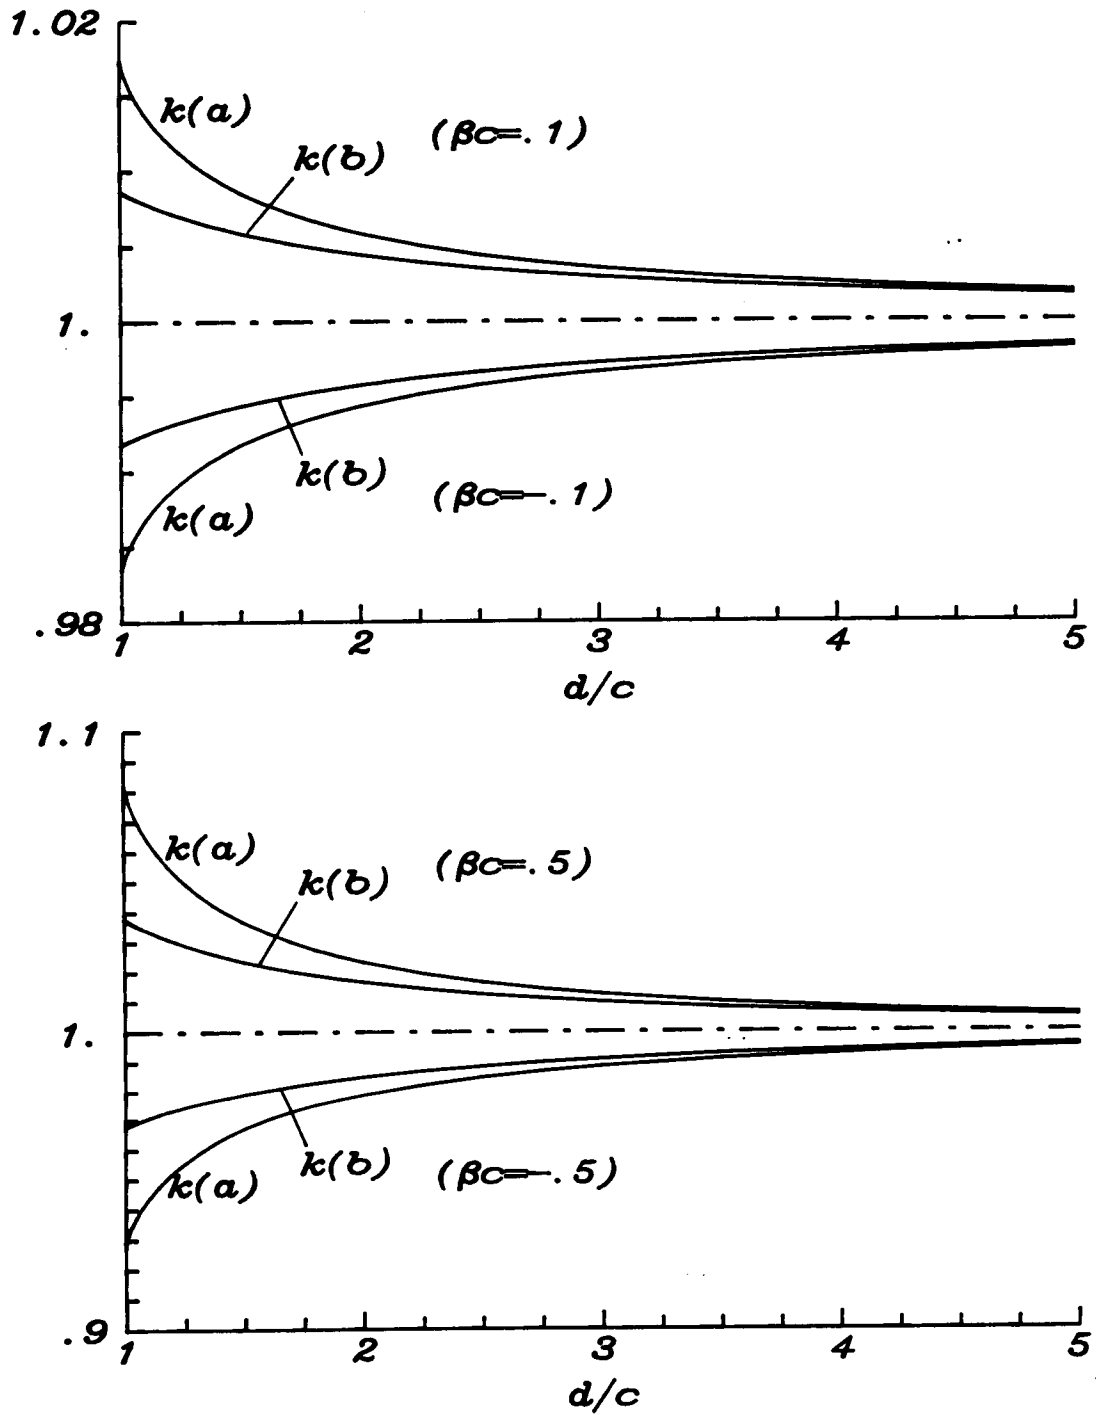 1.02
k(a)
(βc=.1)
k(b)
1.
k(b)
(βc=-.1)
k(a)
.98
1 2 3 4 5
d/c
1.1
k(a)
(βc=.5)
k(b)
1.
k(b)
(βc=-.5)
k(a)
.9
1 2 3 4 5
d/c